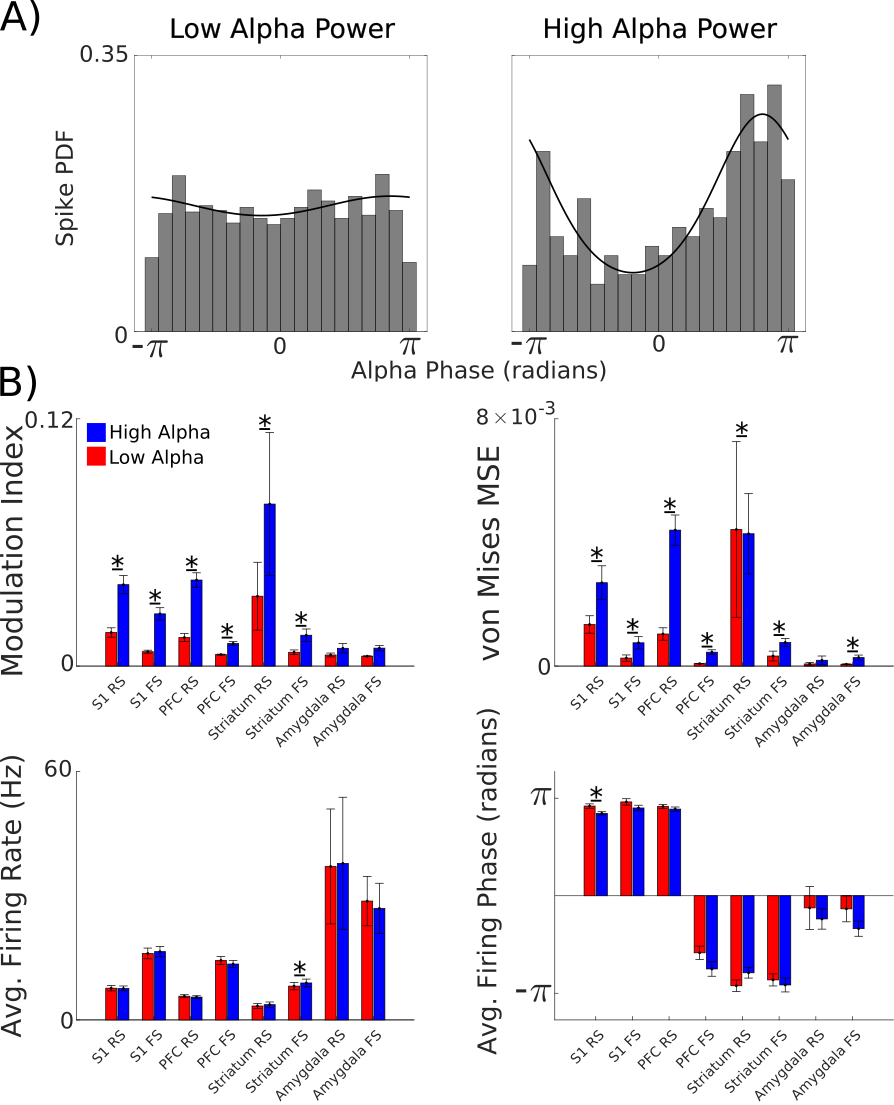 A)
Low Alpha Power
High Alpha Power
0.35
Spike PDF
0
-π
0
π
-π
0
π
Alpha Phase (radians)
B)
0.12
Modulation Index
0
High Alpha
Low Alpha
*
*
*
*
*
*
S1 RS
S1 FS
PFC RS
PFC FS
Striatum RS
Striatum FS
Amygdala RS
Amygdala FS
8×10⁻³
von Mises MSE
0
*
*
*
*
*
*
*
S1 RS
S1 FS
PFC RS
PFC FS
Striatum RS
Striatum FS
Amygdala RS
Amygdala FS
60
Avg. Firing Rate (Hz)
0
*
S1 RS
S1 FS
PFC RS
PFC FS
Striatum RS
Striatum FS
Amygdala RS
Amygdala FS
Avg. Firing Phase (radians)
π
-π
*
S1 RS
S1 FS
PFC RS
PFC FS
Striatum RS
Striatum FS
Amygdala RS
Amygdala FS